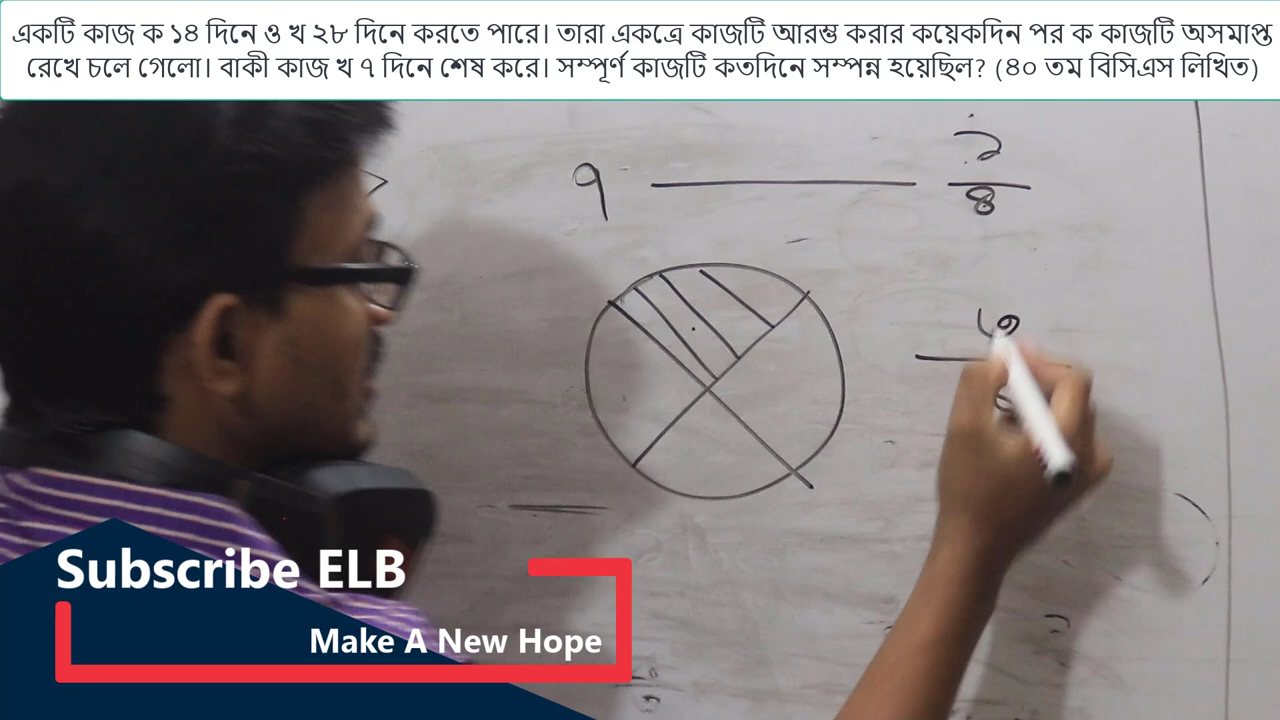 একটি কাজ ক ১৪ দিনে ও খ ২৮ দিনে করতে পারে। তারা একত্রে কাজটি আরম্ভ করার কয়েকদিন পর ক কাজটি অসমাপ্ত
রেখে চলে গেলো। বাকী কাজ খ ৭ দিনে শেষ করে। সম্পূর্ণ কাজটি কতদিনে সম্পন্ন হয়েছিল? (৪০ তম বিসিএস লিখিত)
১
৭ ———
৪
৩
Subscribe ELB
Make A New Hope